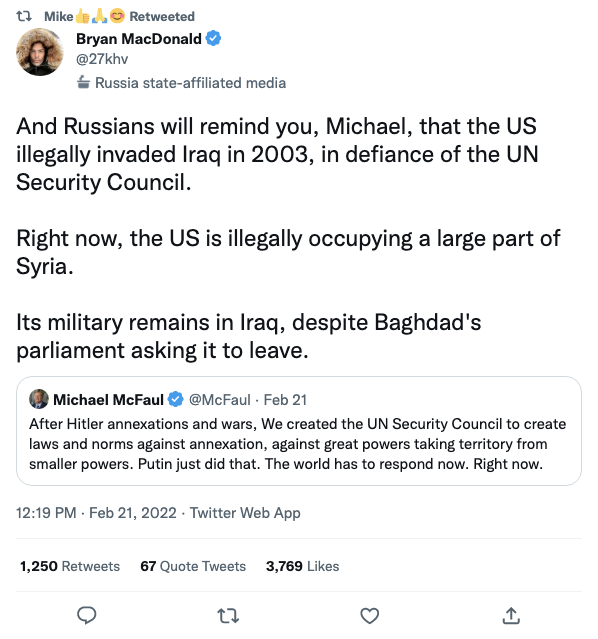 Mike👍🙏😊 Retweeted
Bryan MacDonald
@27khv
Russia state-affiliated media
And Russians will remind you, Michael, that the US
illegally invaded Iraq in 2003, in defiance of the UN
Security Council.
Right now, the US is illegally occupying a large part of
Syria.
Its military remains in Iraq, despite Baghdad's
parliament asking it to leave.
Michael McFaul @McFaul · Feb 21
After Hitler annexations and wars, We created the UN Security Council to create
laws and norms against annexation, against great powers taking territory from
smaller powers. Putin just did that. The world has to respond now. Right now.
12:19 PM · Feb 21, 2022 · Twitter Web App
1,250 Retweets 67 Quote Tweets 3,769 Likes